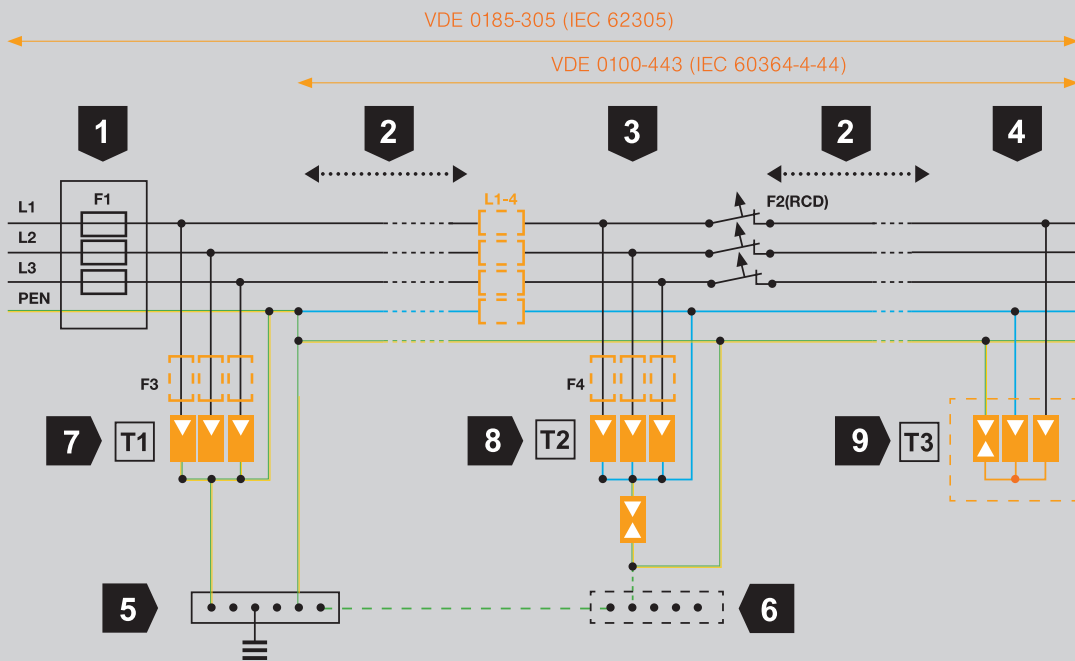 VDE 0185-305 (IEC 62305)
VDE 0100-443 (IEC 60364-4-44)
1
2
3
2
4
F1
L1
L2
L3
PEN
L1-4
F2(RCD)
F3
F4
7
T1
8
T2
9
T3
5
6